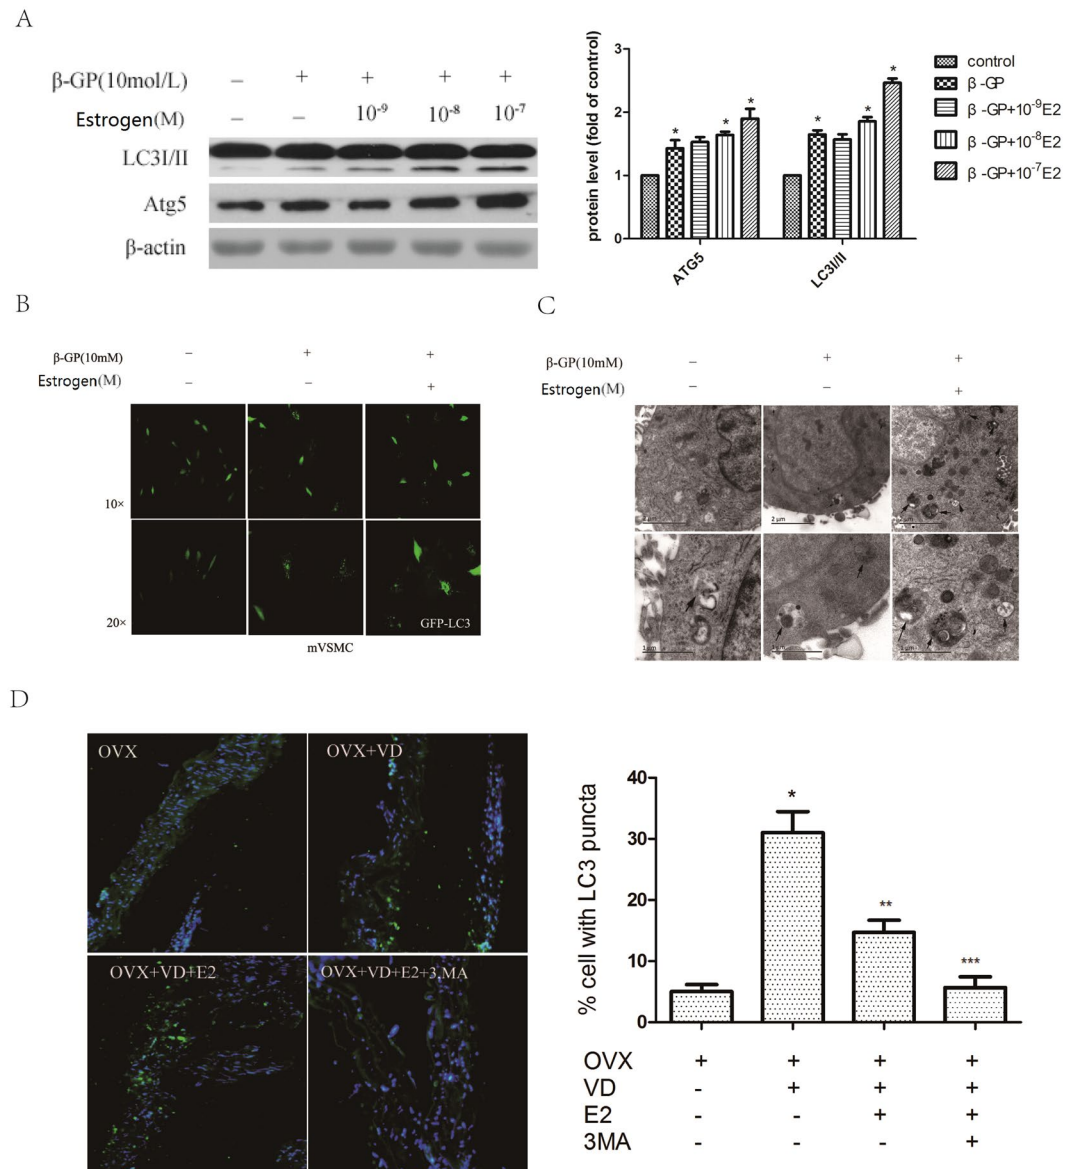 A
β-GP(10mol/L) – + + + +
Estrogen(M) – – 10⁻⁹ 10⁻⁸ 10⁻⁷
LC3I/II
Atg5
β-actin
protein level (fold of control)
3
2
1
0
* * * * * *
ATG5
LC3I/II
control
β-GP
β-GP+10⁻⁹E2
β-GP+10⁻⁸E2
β-GP+10⁻⁷E2
B
β-GP(10mM) – + +
Estrogen(M) – – +
10×
20×
GFP-LC3
mVSMC
C
β-GP(10mM) – + +
Estrogen(M) – – +
2 μm
2 μm
2 μm
1 μm
1 μm
1 μm
D
OVX
OVX+VD
OVX+VD+E2
OVX+VD+E2+3,MA
% cell with LC3 puncta
40
30
20
10
0
*
**
***
OVX + + + +
VD - + + +
E2 - - + +
3MA - - - +